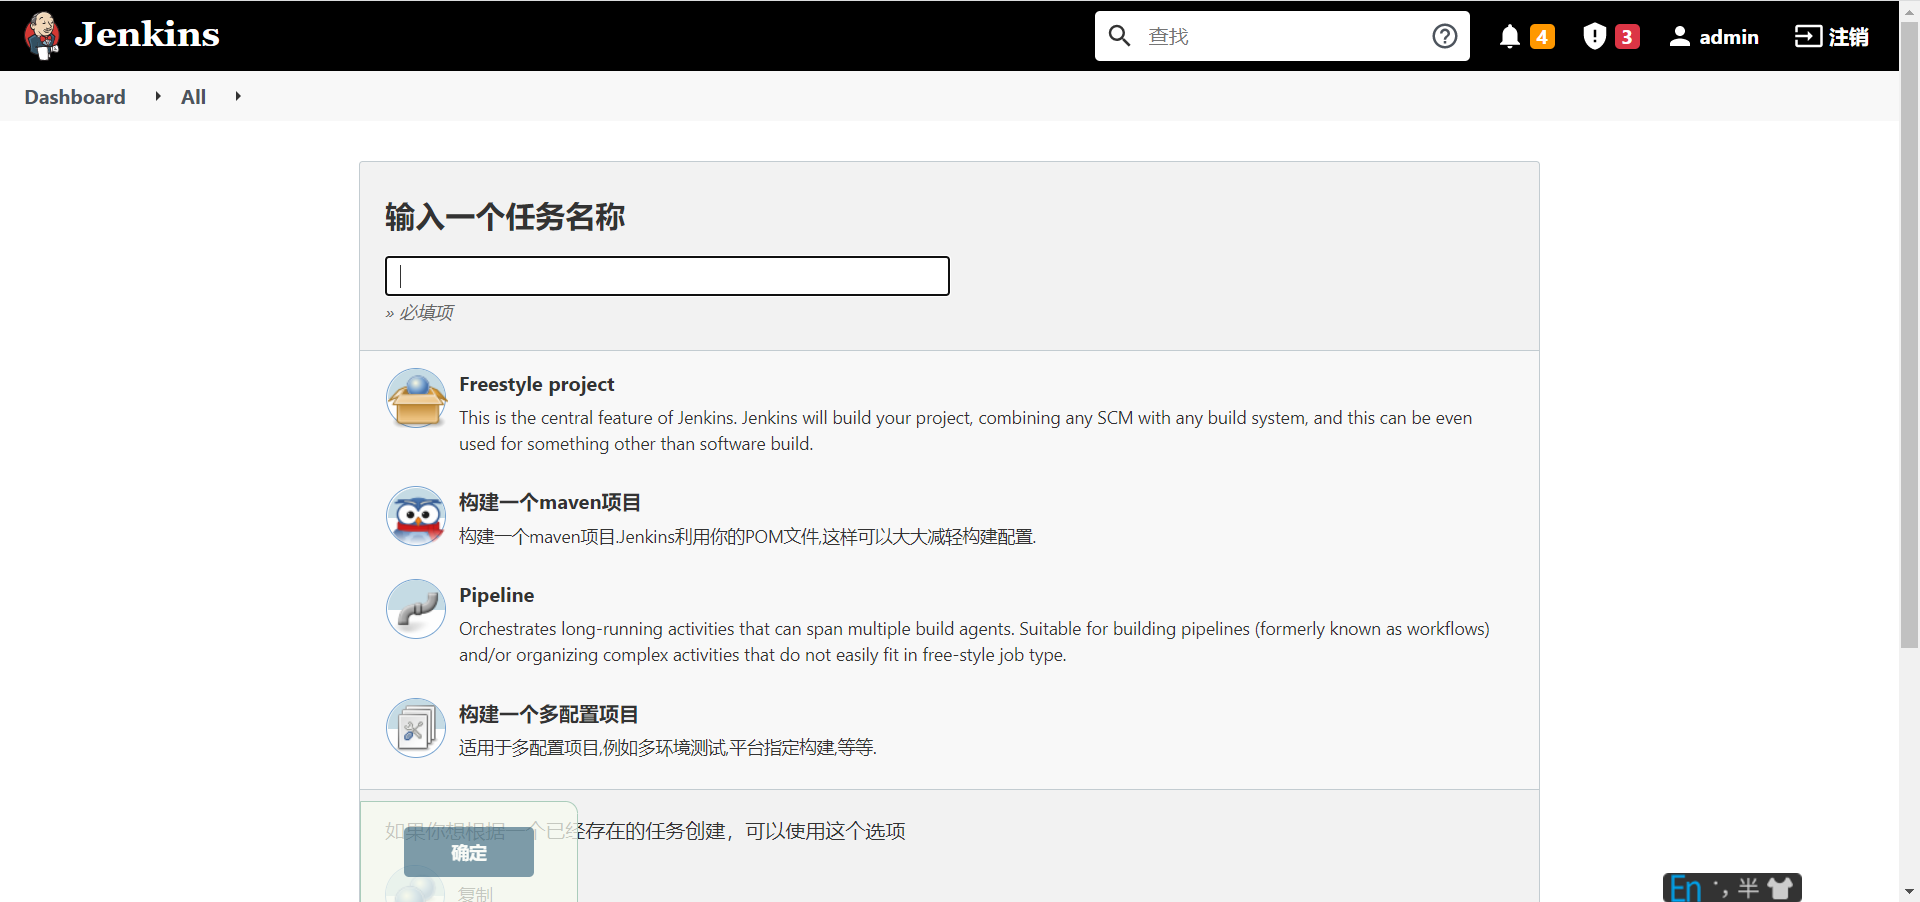 Jenkins
查找
4
3
admin
注销
Dashboard
All
输入一个任务名称
» 必填项
Freestyle project
This is the central feature of Jenkins. Jenkins will build your project, combining any SCM with any build system, and this can be even
used for something other than software build.
构建一个maven项目
构建一个maven项目.Jenkins利用你的POM文件,这样可以大大减轻构建配置.
Pipeline
Orchestrates long-running activities that can span multiple build agents. Suitable for building pipelines (formerly known as workflows)
and/or organizing complex activities that do not easily fit in free-style job type.
构建一个多配置项目
适用于多配置项目,例如多环境测试,平台指定构建,等等.
如果你想根据一个已经存在的任务创建，可以使用这个选项
确定
复制
En ·, 半